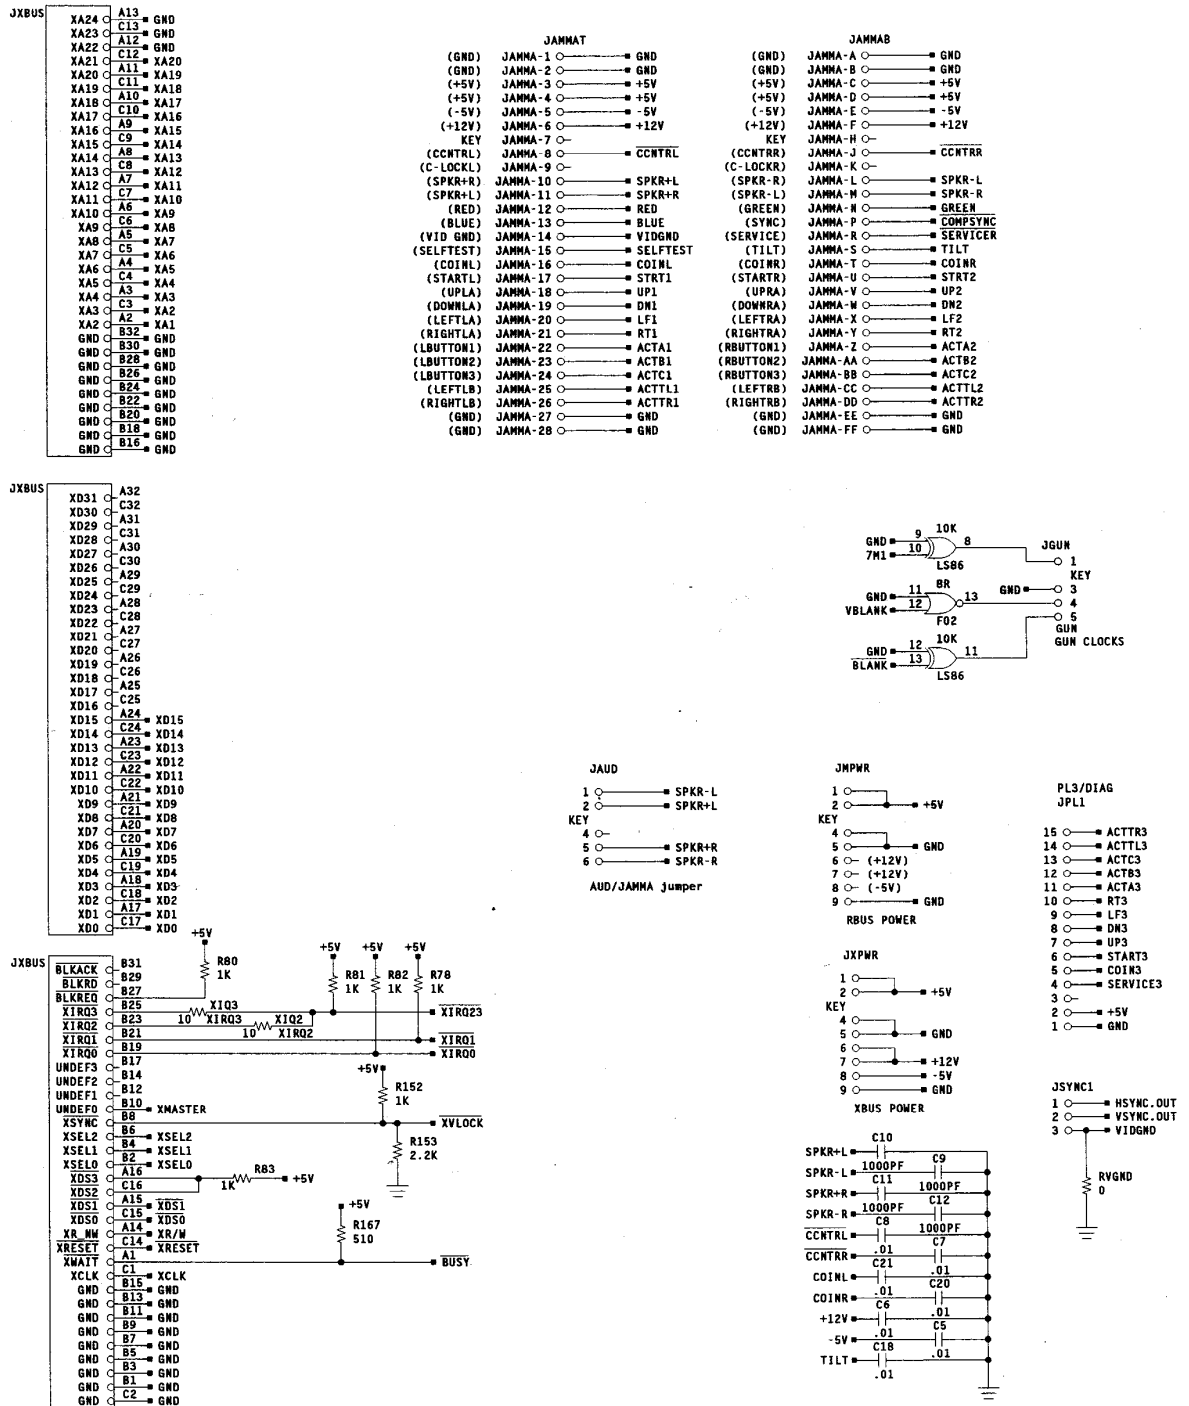 JXBUS
XA24 A13 GND
XA23 C13 GND
XA22 A12 GND
XA21 C12 XA20
XA20 A11 XA19
XA19 C11 XA18
XA18 A10 XA17
XA17 C10 XA16
XA16 A9 XA15
XA15 C9 XA14
XA14 A8 XA13
XA13 C8 XA12
XA12 A7 XA11
XA11 C7 XA10
XA10 A6 XA9
XA9 C6 XA8
XA8 A5 XA7
XA7 C5 XA6
XA6 A4 XA5
XA5 C4 XA4
XA4 A3 XA3
XA3 C3 XA2
XA2 A2 XA1
GND B32 GND
GND B30 GND
GND B28 GND
GND B26 GND
GND B24 GND
GND B22 GND
GND B20 GND
GND B18 GND
GND B16 GND
JAMMAT
(GND) JAMMA-1 GND
(GND) JAMMA-2 GND
(+5V) JAMMA-3 +5V
(+5V) JAMMA-4 +5V
(-5V) JAMMA-5 -5V
(+12V) JAMMA-6 +12V
KEY JAMMA-7
(CCNTRL) JAMMA-8 CCNTRL
(C-LOCKL) JAMMA-9
(SPKR+R) JAMMA-10 SPKR+L
(SPKR+L) JAMMA-11 SPKR+R
(RED) JAMMA-12 RED
(BLUE) JAMMA-13 BLUE
(VID GND) JAMMA-14 VIDGND
(SELFTEST) JAMMA-15 SELFTEST
(COINL) JAMMA-16 COINL
(STARTL) JAMMA-17 STRT1
(UPLA) JAMMA-18 UP1
(DOWNLA) JAMMA-19 DN1
(LEFTLA) JAMMA-20 LF1
(RIGHTLA) JAMMA-21 RT1
(LBUTTON1) JAMMA-22 ACTA1
(LBUTTON2) JAMMA-23 ACTB1
(LBUTTON3) JAMMA-24 ACTC1
(LEFTLB) JAMMA-25 ACTTL1
(RIGHTLB) JAMMA-26 ACTTR1
(GND) JAMMA-27 GND
(GND) JAMMA-28 GND
JAMMAB
(GND) JAMMA-A GND
(GND) JAMMA-B GND
(+5V) JAMMA-C +5V
(+5V) JAMMA-D +5V
(-5V) JAMMA-E -5V
(+12V) JAMMA-F +12V
KEY JAMMA-H
(CCNTRR) JAMMA-J CCNTRR
(C-LOCKR) JAMMA-K
(SPKR-R) JAMMA-L SPKR-L
(SPKR-L) JAMMA-M SPKR-R
(GREEN) JAMMA-N GREEN
(SYNC) JAMMA-P COMPSYNC
(SERVICE) JAMMA-R SERVICER
(TILT) JAMMA-S TILT
(COINR) JAMMA-T COINR
(STARTR) JAMMA-U STRT2
(UPRA) JAMMA-V UP2
(DOWNRA) JAMMA-W DN2
(LEFTRA) JAMMA-X LF2
(RIGHTRA) JAMMA-Y RT2
(RBUTTON1) JAMMA-Z ACTA2
(RBUTTON2) JAMMA-AA ACTB2
(RBUTTON3) JAMMA-BB ACTC2
(LEFTRB) JAMMA-CC ACTTL2
(RIGHTRB) JAMMA-DD ACTTR2
(GND) JAMMA-EE GND
(GND) JAMMA-FF GND
JXBUS
XD31 A32
XD30 C32
XD29 A31
XD28 C31
XD27 A30
XD26 C30
XD25 A29
XD24 C29
XD23 A28
XD22 C28
XD21 A27
XD20 C27
XD19 A26
XD18 C26
XD17 A25
XD16 C25
XD15 A24 XD15
XD14 C24 XD14
XD13 A23 XD13
XD12 C23 XD12
XD11 A22 XD11
XD10 C22 XD10
XD9 A21 XD9
XD8 C21 XD8
XD7 A20 XD7
XD6 C20 XD6
XD5 A19 XD5
XD4 C19 XD4
XD3 A18 XD3
XD2 C18 XD2
XD1 A17 XD1
XD0 C17 XD0
10K
GND 9 8
7M1 10
LS86
BR
GND 11 13
VBLANK 12
F02
10K
GND 12 11
BLANK 13
LS86
JGUN
1
KEY
GND 3
4
5
GUN
GUN CLOCKS
JAUD
1 SPKR-L
2 SPKR+L
KEY
4
5 SPKR+R
6 SPKR-R
AUD/JAMMA jumper
JMPWR
1
2 +5V
KEY
4
5 GND
6 (+12V)
7 (+12V)
8 (-5V)
9 GND
RBUS POWER
PL3/DIAG
JPL1
15 ACTTR3
14 ACTTL3
13 ACTC3
12 ACTB3
11 ACTA3
10 RT3
9 LF3
8 DN3
7 UP3
6 START3
5 COIN3
4 SERVICE3
3
2 +5V
1 GND
JXBUS
BLKACK B31
BLKRD B29
BLKREQ B27
XIRQ3 B25
XIRQ2 B23
XIRQ1 B21 XIRQ1
XIRQ0 B19 XIRQ0
UNDEF3 B17
UNDEF2 B14
UNDEF1 B12
UNDEF0 B10 XMASTER
XSYNC B8 XVLOCK
XSEL2 B6 XSEL2
XSEL1 B4 XSEL1
XSEL0 B2 XSEL0
XDS3 A16
XDS2 C16
XDS1 A15 XDS1
XDS0 C15 XDS0
XR_NW A14 XR/W
XRESET C14 XRESET
XWAIT A1 BUSY
XCLK C1 XCLK
GND B15 GND
GND B13 GND
GND B11 GND
GND B9 GND
GND B7 GND
GND B5 GND
GND B3 GND
GND B1 GND
GND C2 GND
+5V
R80
1K
+5V +5V +5V
R81 R82 R78
1K 1K 1K
XIQ3
10 XIRQ3
XIQ2
10 XIRQ2
XIRQ23
+5V
R152
1K
R153
2.2K
R83
1K +5V
+5V
R167
510
JXPWR
1
2 +5V
KEY
4
5 GND
6
7 +12V
8 -5V
9 GND
XBUS POWER
JSYNC1
1 HSYNC.OUT
2 VSYNC.OUT
3 VIDGND
RVGND
0
SPKR+L C10 1000PF
SPKR-L C9 1000PF
SPKR+R C11 1000PF
SPKR-R C12 1000PF
CCNTRL C8 .01
CCNTRR C7 .01
COINL C21 .01
COINR C20 .01
+12V C6 .01
-5V C5 .01
TILT C18 .01